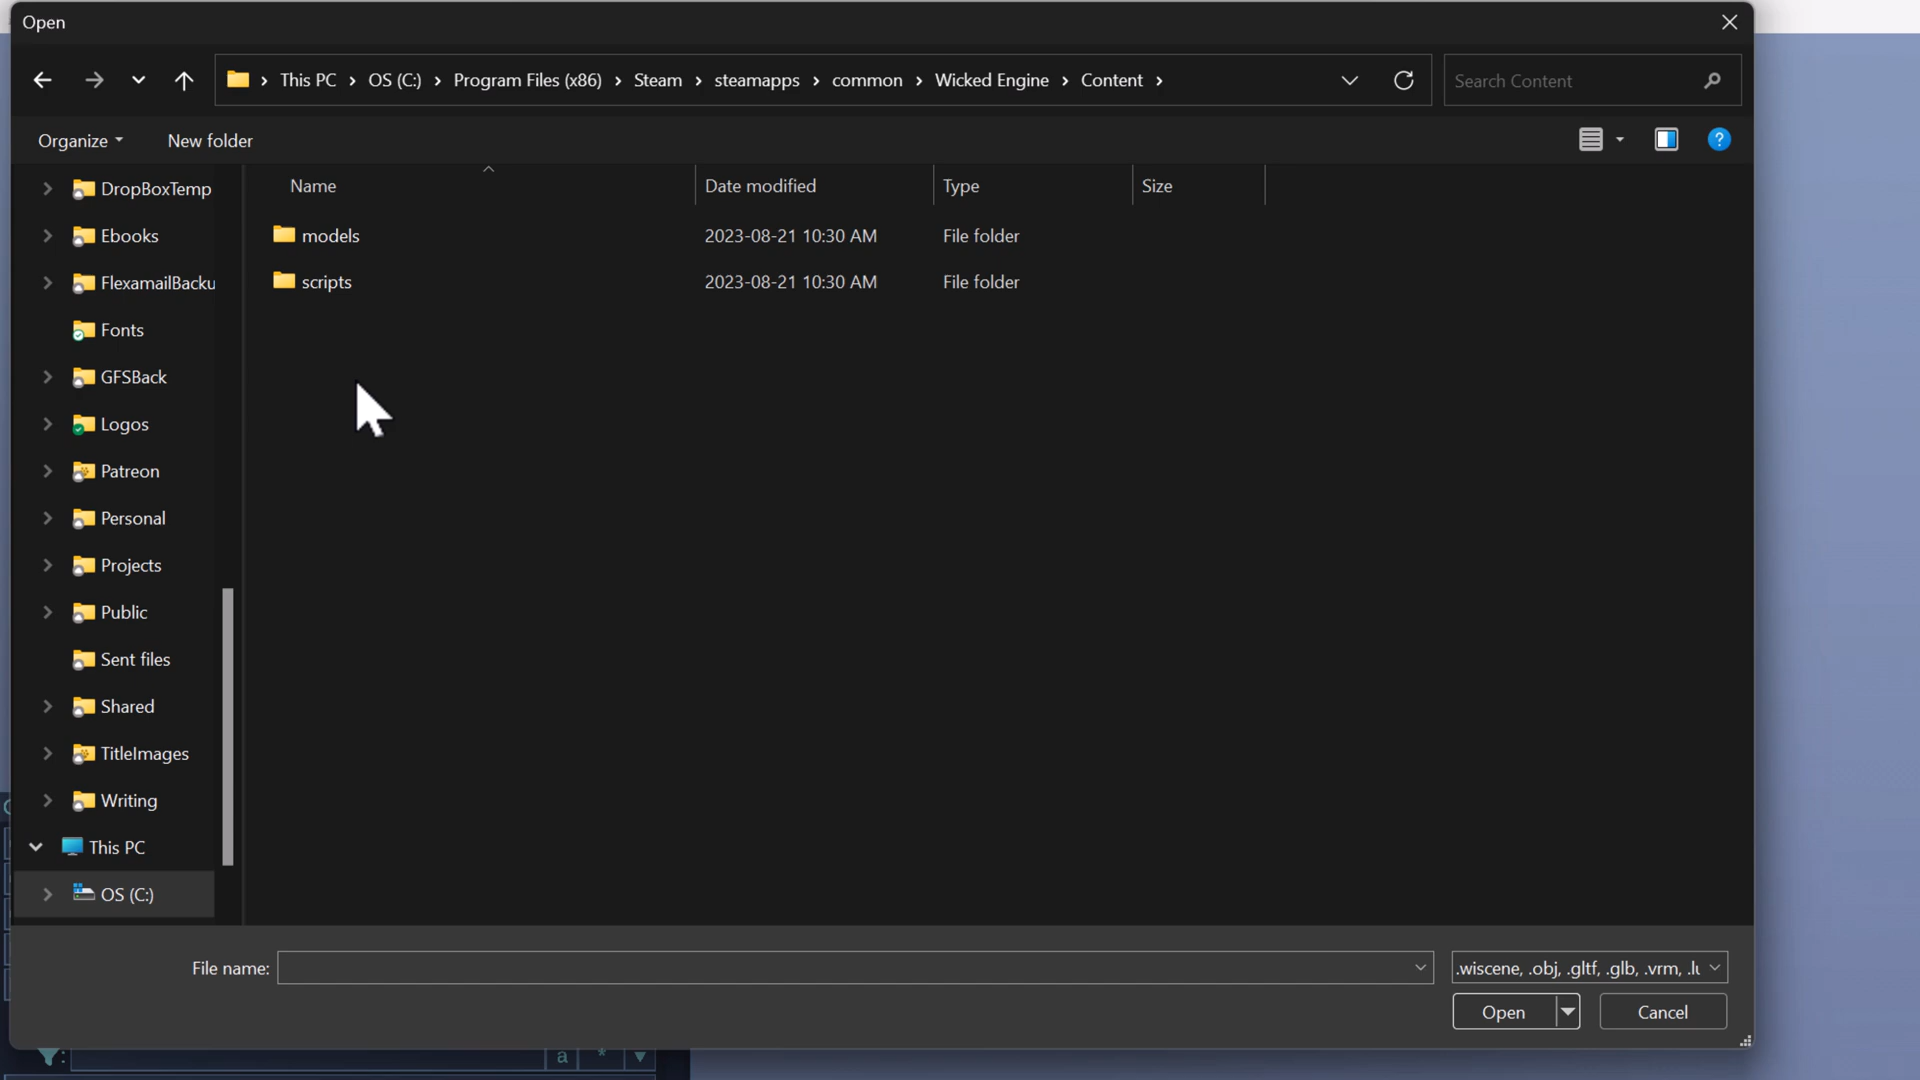 Open
This PC > OS (C:) > Program Files (x86) > Steam > steamapps > common > Wicked Engine > Content >
Search Content
Organize
New folder
Name
Date modified
Type
Size
models
2023-08-21 10:30 AM
File folder
scripts
2023-08-21 10:30 AM
File folder
DropBoxTemp
Ebooks
FlexamailBacku
Fonts
GFSBack
Logos
Patreon
Personal
Projects
Public
Sent files
Shared
TitleImages
Writing
This PC
OS (C:)
File name:
.wiscene, .obj, .gltf, .glb, .vrm, .lu
Open
Cancel
: a *